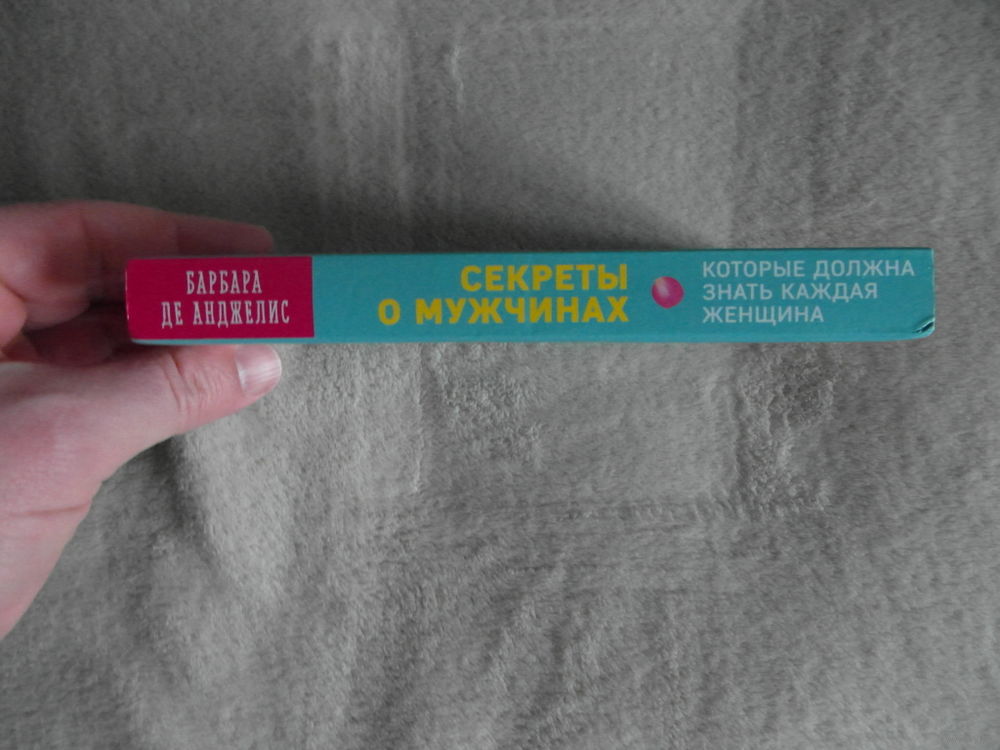 БАРБАРА
ДЕ АНДЖЕЛИС
СЕКРЕТЫ
О МУЖЧИНАХ
КОТОРЫЕ ДОЛЖНА
ЗНАТЬ КАЖДАЯ
ЖЕНЩИНА